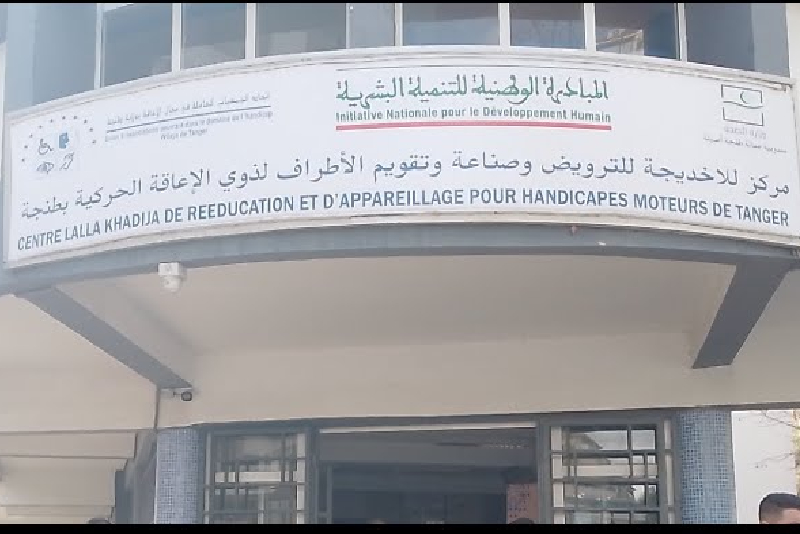 المبادرة الوطنية للتنمية البشرية
Initiative Nationale pour le Développement Humain
مركز للاخديجة للترويض وصناعة وتقويم الأطراف لذوي الإعاقة الحركية بطنجة
CENTRE LALLA KHADIJA DE REEDUCATION ET D'APPAREILLAGE POUR HANDICAPES MOTEURS DE TANGER